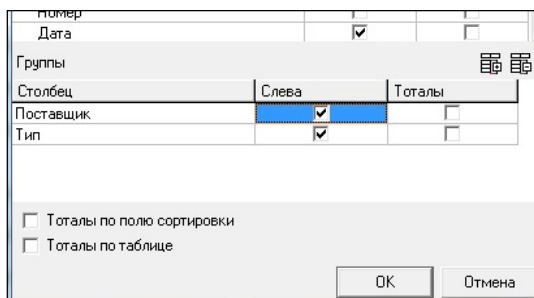 Номер
Дата
Группы
Столбец Слева Тоталы
Поставщик
Тип
Тоталы по полю сортировки
Тоталы по таблице
OK Отмена